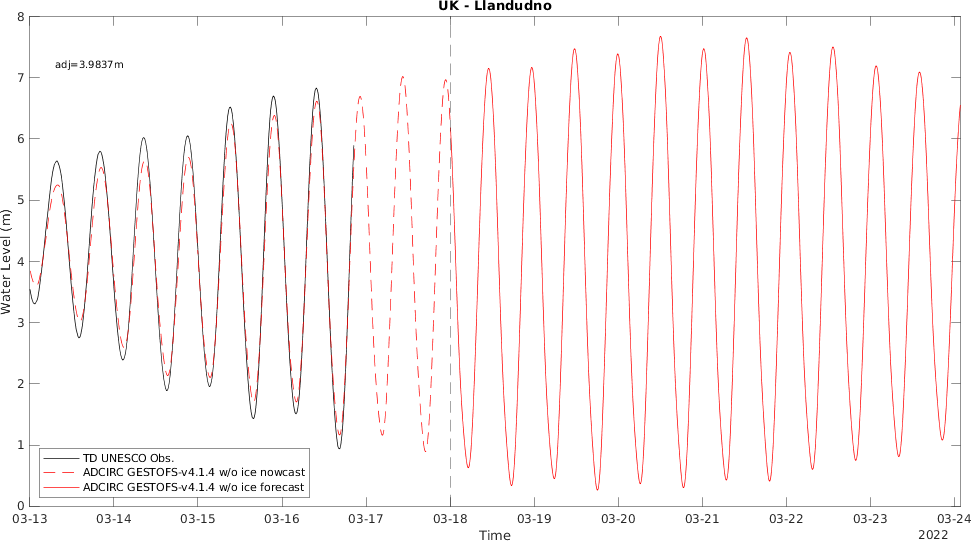 UK - Llandudno
adj=3.9837m
8
7
6
5
4
3
2
1
0
Water Level (m)
TD UNESCO Obs.
ADCIRC GESTOFS-v4.1.4 w/o ice nowcast
ADCIRC GESTOFS-v4.1.4 w/o ice forecast
03-13 03-14 03-15 03-16 03-17 03-18 03-19 03-20 03-21 03-22 03-23 03-24
Time
2022